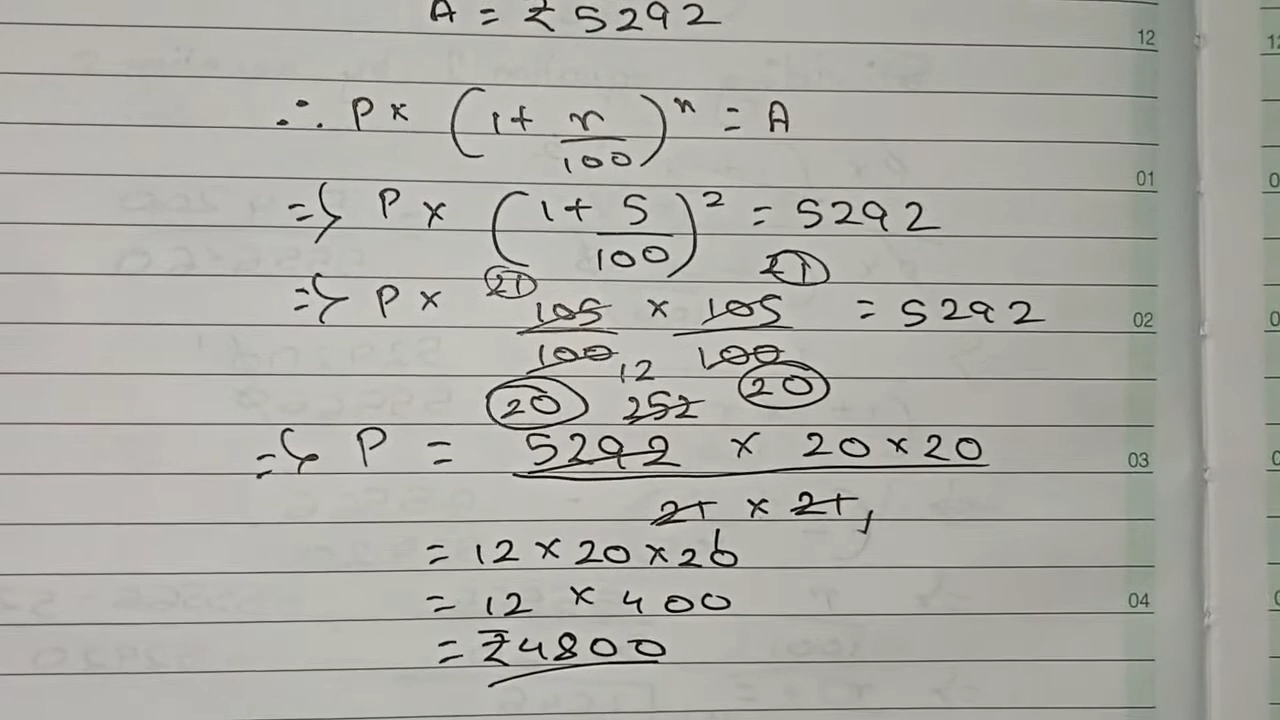 A = ₹ 5292
12
∴ P × (1 + r/100)^n = A
01
=> P × (1 + 5/100)^2 = 5292
21 21
=> P × 105/100 × 105/100 = 5292
02
12
20 252 20
=> P = 5292 × 20 × 20
03
21 × 21,
= 12 × 20 × 20
= 12 × 400
04
= ₹4800